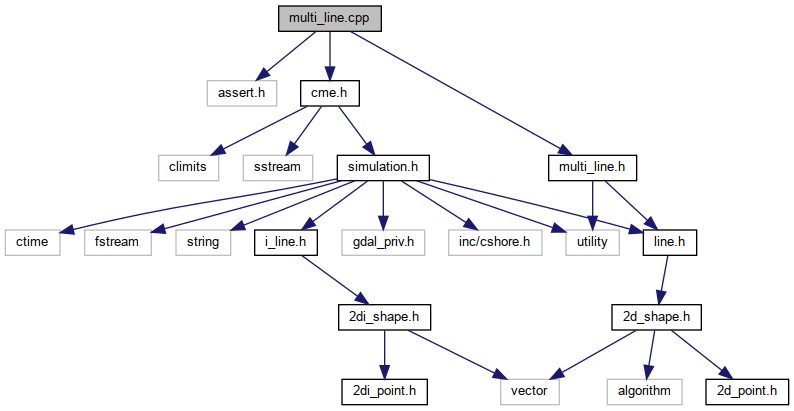 multi_line.cpp
assert.h
cme.h
climits
sstream
simulation.h
multi_line.h
ctime
fstream
string
i_line.h
gdal_priv.h
inc/cshore.h
utility
line.h
2di_shape.h
2d_shape.h
2di_point.h
vector
algorithm
2d_point.h